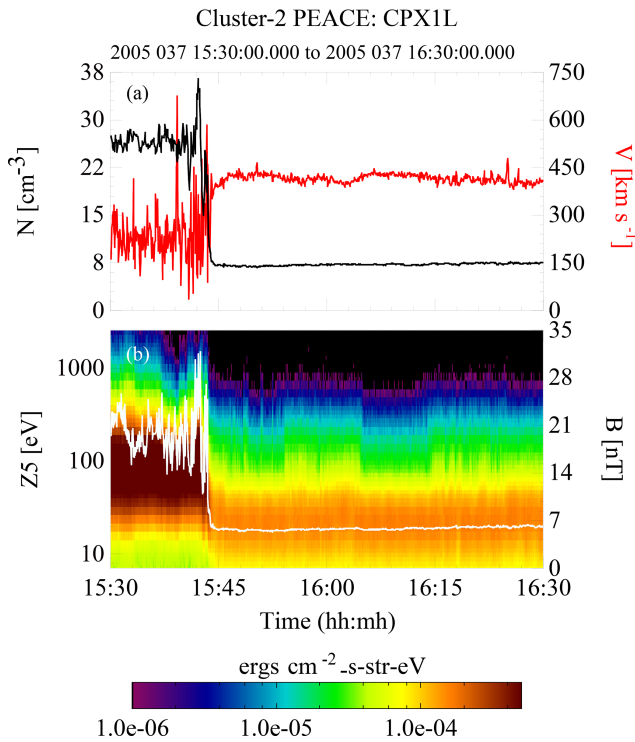 Cluster-2 PEACE: CPX1L
2005 037 15:30:00.000 to 2005 037 16:30:00.000
38
30
22
15
8
0
N [cm-3]
(a)
750
600
450
300
150
0
V [km s-1]
1000
100
10
Z5 [eV]
(b)
35
28
21
14
7
0
B [nT]
15:30 15:45 16:00 16:15 16:30
Time (hh:mh)
ergs cm-2-s-str-eV
1.0e-06 1.0e-05 1.0e-04